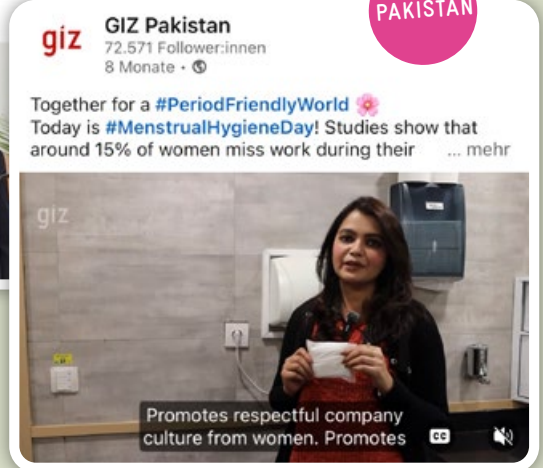 PAKISTAN
giz
GIZ Pakistan
72.571 Follower:innen
8 Monate •
Together for a #PeriodFriendlyWorld 🌸
Today is #MenstrualHygieneDay! Studies show that
around 15% of women miss work during their ... mehr
giz
Promotes respectful company
culture from women. Promotes
CC